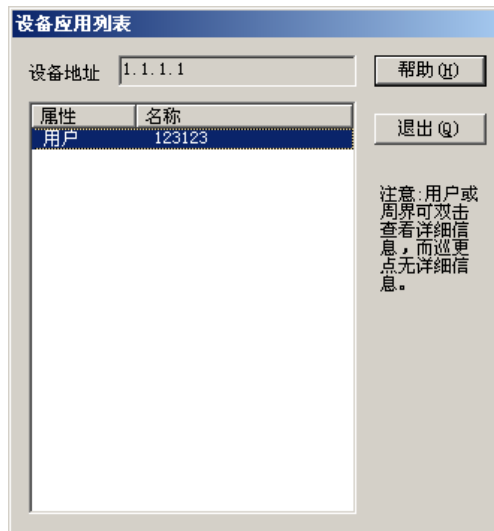 设备应用列表
设备地址 1.1.1.1
帮助(H)
属性 名称
用户 123123
退出(Q)
注意:用户或
周界可双击
查看详细信
息，而巡更
点无详细信
息。